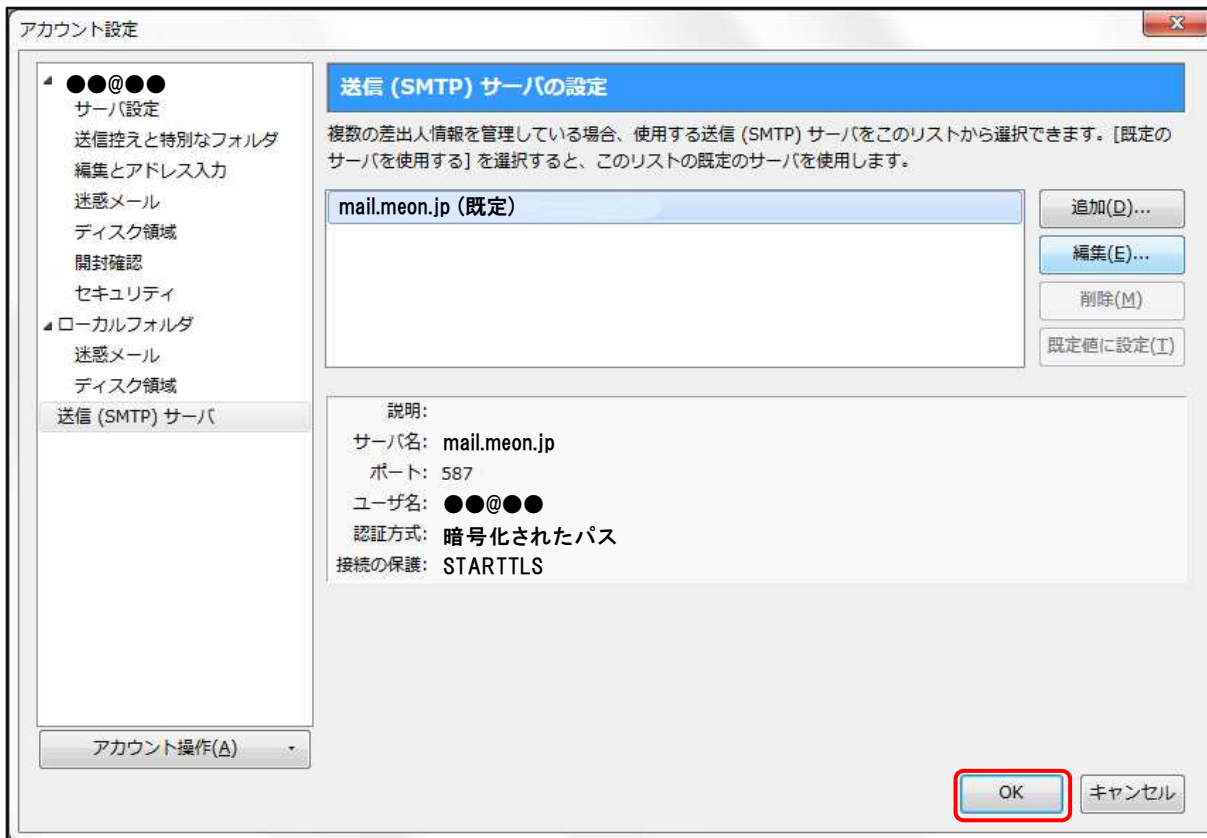 アカウント設定
●●@●●
サーバ設定
送信控えと特別なフォルダ
編集とアドレス入力
迷惑メール
ディスク領域
開封確認
セキュリティ
ローカルフォルダ
迷惑メール
ディスク領域
送信 (SMTP) サーバ
アカウント操作(A)
送信 (SMTP) サーバの設定
複数の差出人情報を管理している場合、使用する送信 (SMTP) サーバをこのリストから選択できます。[既定の
サーバを使用する] を選択すると、このリストの既定のサーバを使用します。
mail.meon.jp (既定)
追加(D)...
編集(E)...
削除(M)
既定値に設定(T)
説明:
サーバ名: mail.meon.jp
ポート: 587
ユーザ名: ●●@●●
認証方式: 暗号化されたパス
接続の保護: STARTTLS
OK
キャンセル